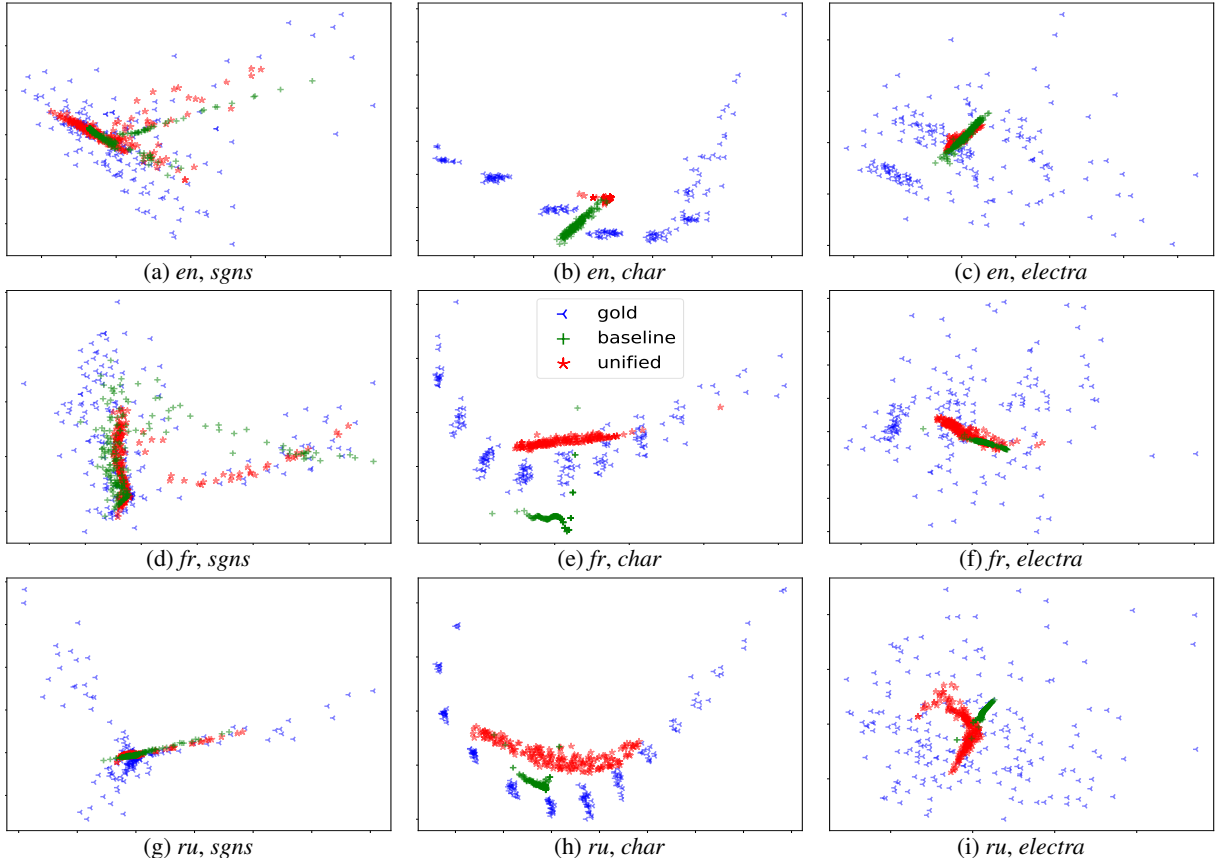 (a) en, sgns
(b) en, char
(c) en, electra
gold
baseline
unified
(d) fr, sgns
(e) fr, char
(f) fr, electra
(g) ru, sgns
(h) ru, char
(i) ru, electra